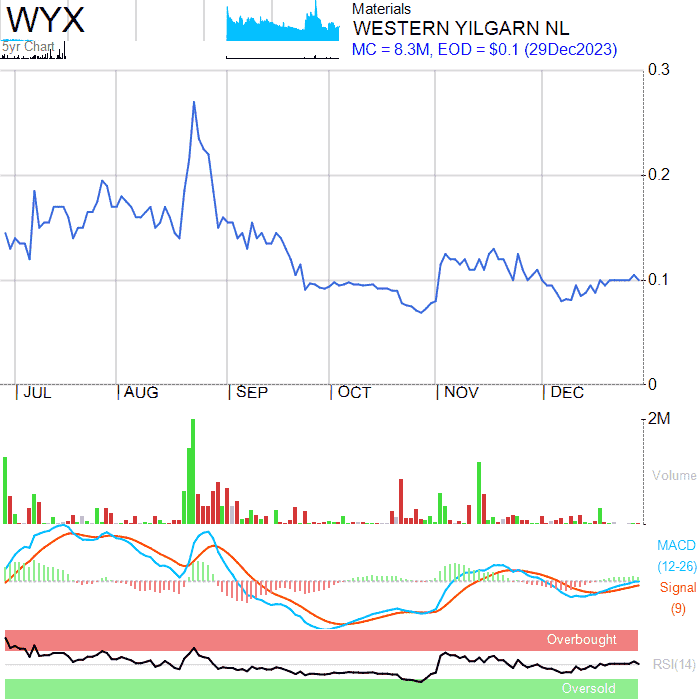 WYX
5yr Chart
Materials
WESTERN YILGARN NL
MC = 8.3M, EOD = $0.1 (29Dec2023)
0.3
0.2
0.1
0
JUL AUG SEP OCT NOV DEC
2M
Volume
MACD
(12-26)
Signal
(9)
Overbought
RSI(14)
Oversold